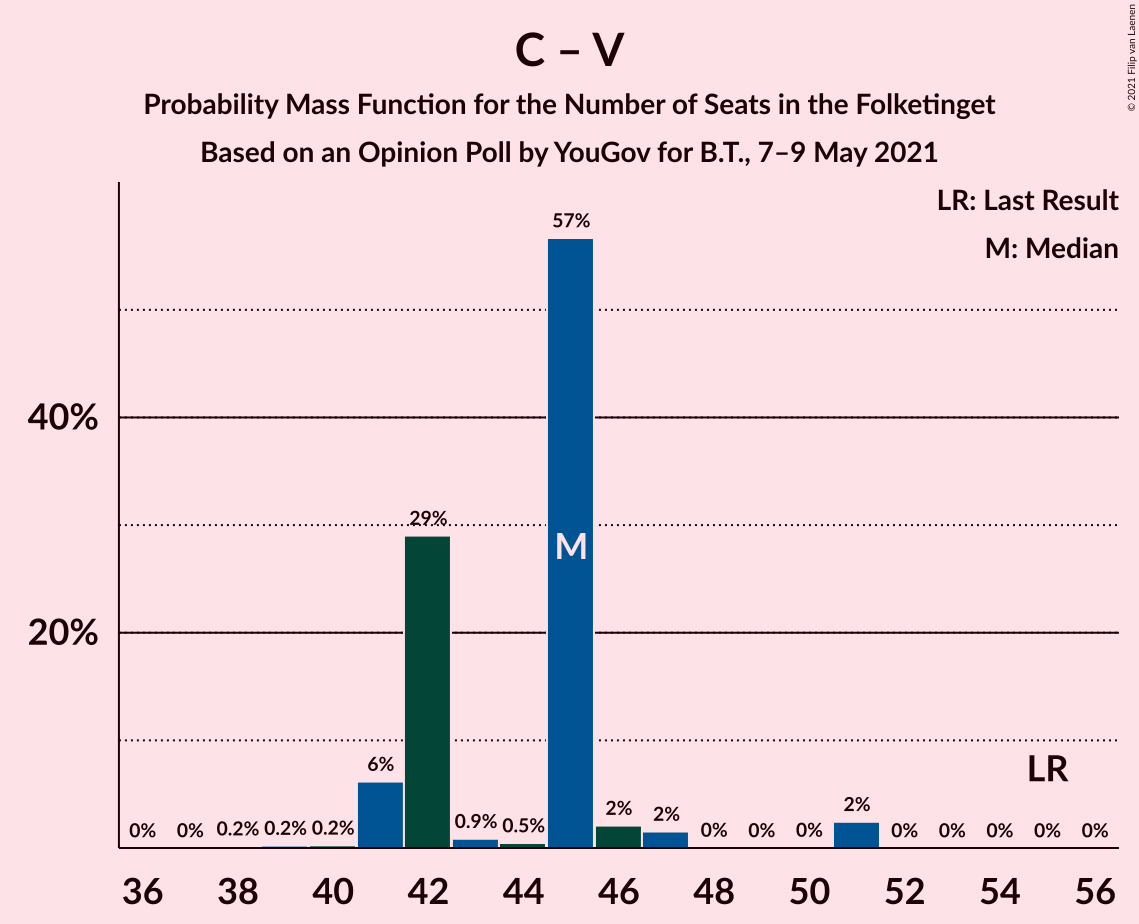 C – V
Probability Mass Function for the Number of Seats in the Folketinget
Based on an Opinion Poll by YouGov for B.T., 7–9 May 2021
© 2021 Filip van Laenen
LR: Last Result
M: Median
57%
40%
29%
M
20%
6%
LR
0% 0% 0.2% 0.2% 0.2% 0.9% 0.5% 2% 2% 0% 0% 0% 2% 0% 0% 0% 0% 0%
36 38 40 42 44 46 48 50 52 54 56